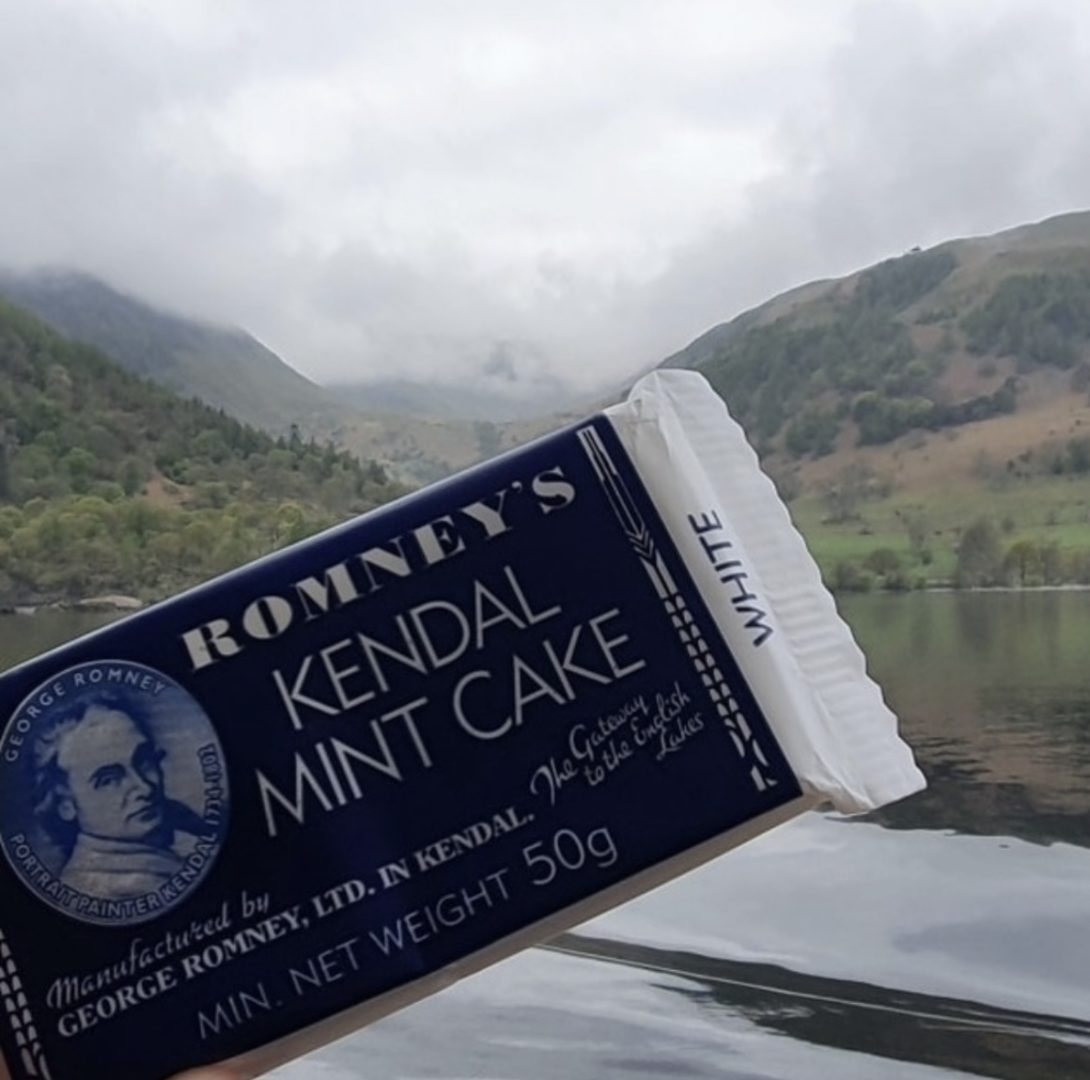 ROMNEY'S
KENDAL
MINT CAKE
The Gateway
to the English
Lakes
GEORGE ROMNEY
PORTRAIT PAINTER KENDAL
Manufactured by
GEORGE ROMNEY, LTD. IN KENDAL.
MIN. NET WEIGHT 50g
WHITE